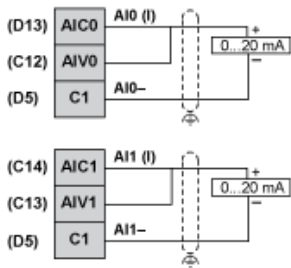 (D13) AIC0 AI0 (I)
+
0...20 mA
(C12) AIV0 –
(D5) C1 AI0–
(C14) AIC1 AI1 (I)
+
0...20 mA
(C13) AIV1 –
(D5) C1 AI1–